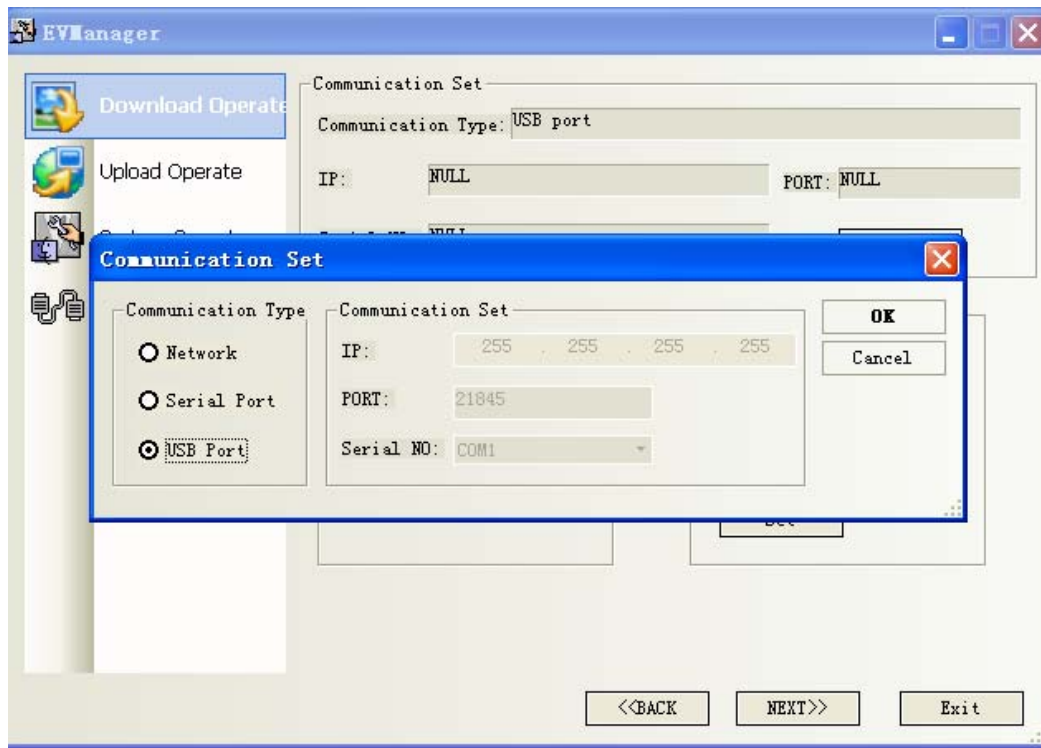 EVManager
Download Operate
Upload Operate
Communication Set
Communication Type: USB port
IP: NULL PORT: NULL
Communication Set
Communication Type
Network
Serial Port
USB Port
Communication Set
IP: 255 . 255 . 255 . 255
PORT: 21845
Serial NO: COM1
OK
Cancel
<<BACK NEXT>> Exit